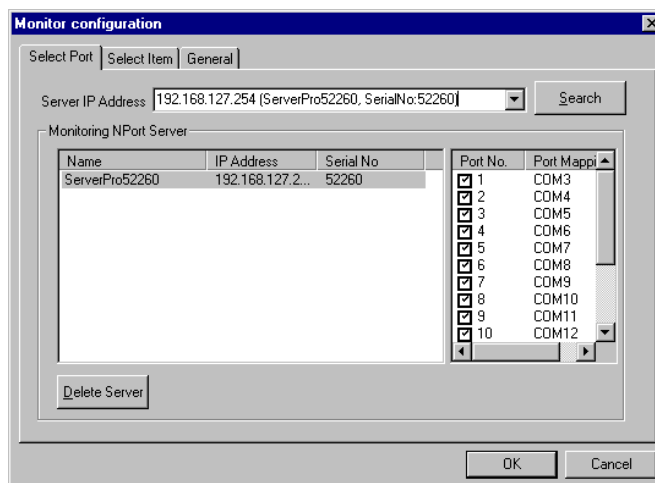 Monitor configuration
Select Port Select Item General
Server IP Address 192.168.127.254 (ServerPro52260, SerialNo:52260) Search
Monitoring NPort Server
Name IP Address Serial No Port No. Port Mappi
ServerPro52260 192.168.127.2... 52260 1 COM3
2 COM4
3 COM5
4 COM6
5 COM7
6 COM8
7 COM9
8 COM10
9 COM11
10 COM12
Delete Server
OK Cancel